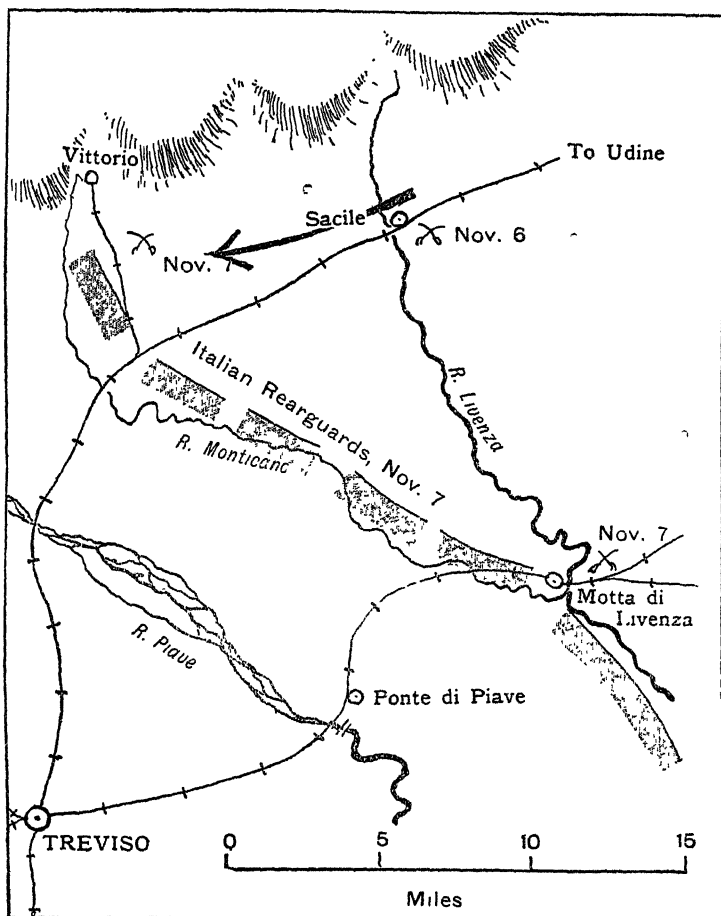 Vittorio
To Udine
Sacile
Nov. 6
Nov. 7
Italian Rearguards, Nov. 7
R. Livenza
R. Monticano
Nov. 7
Motta di
Livenza
R. Piave
Ponte di Piave
TREVISO
0 5 10 15
Miles